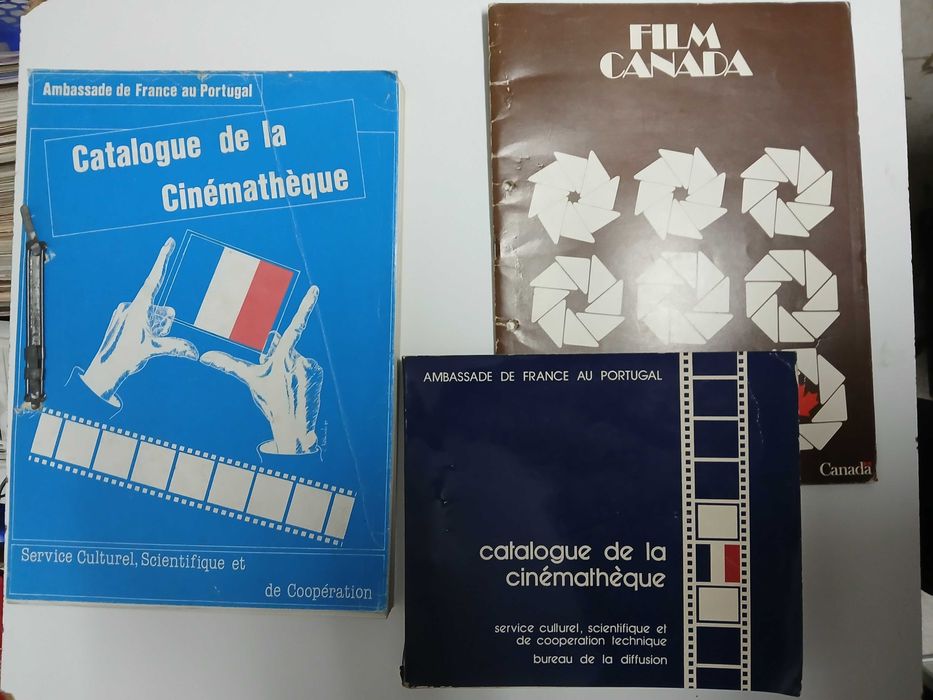 Ambassade de France au Portugal
Catalogue de la
Cinémathèque
Service Culturel, Scientifique et
de Coopération
FILM
CANADA
Canada
AMBASSADE DE FRANCE AU PORTUGAL
catalogue de la
cinémathèque
service culturel, scientifique et
de cooperation technique
bureau de la diffusion